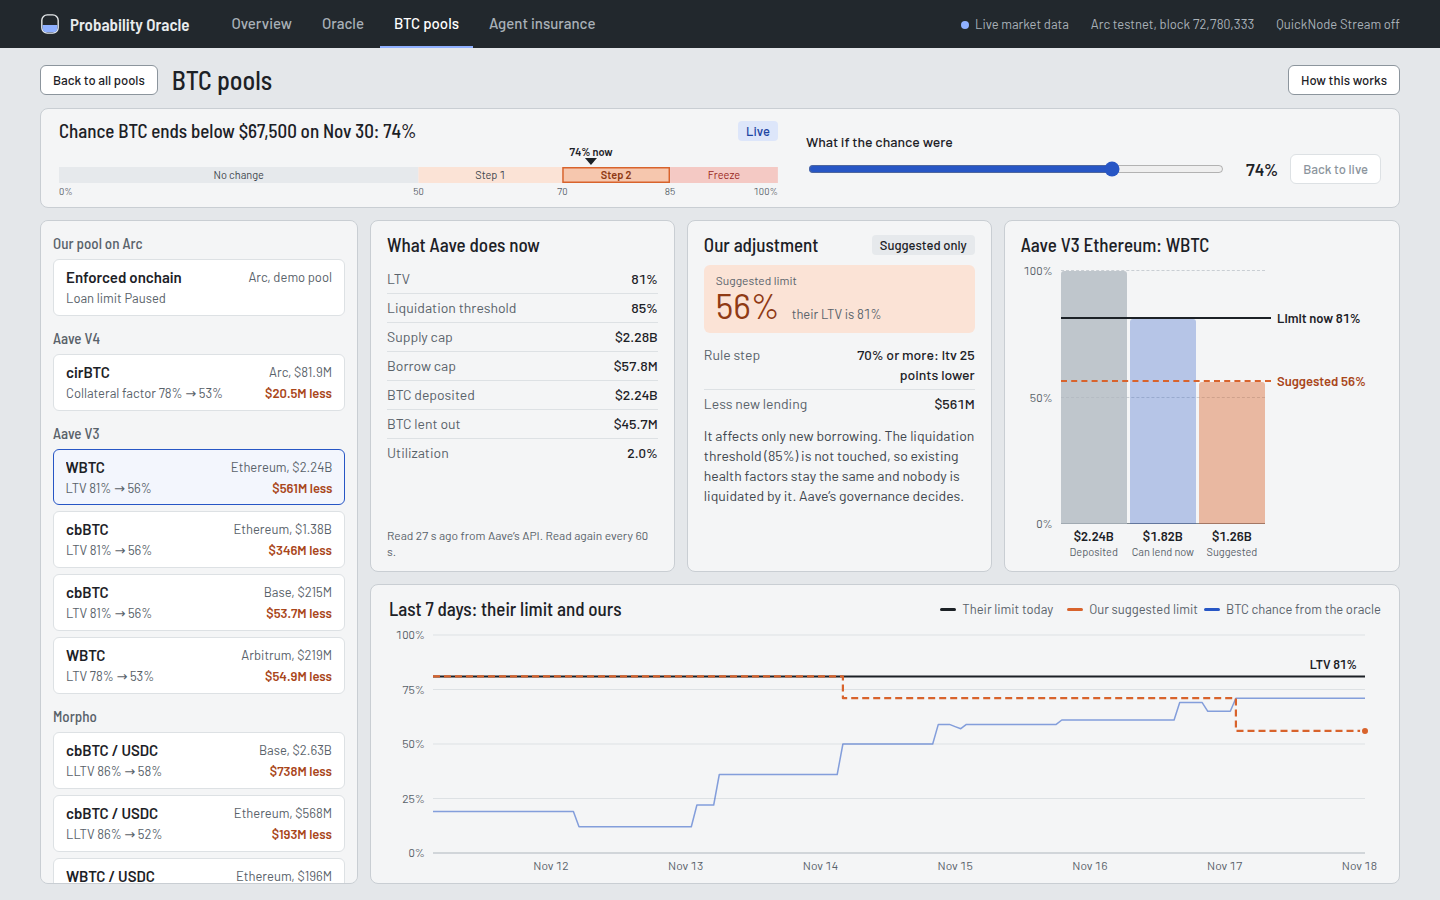 Probability Oracle
Overview
Oracle
BTC pools
Agent insurance
Live market data
Arc testnet, block 72,780,333
QuickNode Stream off
Back to all pools
BTC pools
How this works
Chance BTC ends below $67,500 on Nov 30: 74%
Live
74% now
No change
Step 1
Step 2
Freeze
0%
50
70
85
100%
What if the chance were
74%
Back to live
Our pool on Arc
Enforced onchain
Arc, demo pool
Loan limit Paused
Aave V4
cirBTC
Arc, $81.9M
Collateral factor 78% → 53%
$20.5M less
Aave V3
WBTC
Ethereum, $2.24B
LTV 81% → 56%
$561M less
cbBTC
Ethereum, $1.38B
LTV 81% → 56%
$346M less
cbBTC
Base, $215M
LTV 81% → 56%
$53.7M less
WBTC
Arbitrum, $219M
LTV 78% → 53%
$54.9M less
Morpho
cbBTC / USDC
Base, $2.63B
LLTV 86% → 58%
$738M less
cbBTC / USDC
Ethereum, $568M
LLTV 86% → 52%
$193M less
WBTC / USDC
Ethereum, $196M
What Aave does now
LTV
81%
Liquidation threshold
85%
Supply cap
$2.28B
Borrow cap
$57.8M
BTC deposited
$2.24B
BTC lent out
$45.7M
Utilization
2.0%
Read 27 s ago from Aave's API. Read again every 60
s.
Our adjustment
Suggested only
Suggested limit
56%
their LTV is 81%
Rule step
70% or more: ltv 25
points lower
Less new lending
$561M
It affects only new borrowing. The liquidation
threshold (85%) is not touched, so existing
health factors stay the same and nobody is
liquidated by it. Aave's governance decides.
Aave V3 Ethereum: WBTC
100%
Limit now 81%
Suggested 56%
50%
0%
$2.24B
$1.82B
$1.26B
Deposited
Can lend now
Suggested
Last 7 days: their limit and ours
Their limit today
Our suggested limit
BTC chance from the oracle
100%
LTV 81%
75%
50%
25%
0%
Nov 12
Nov 13
Nov 14
Nov 15
Nov 16
Nov 17
Nov 18